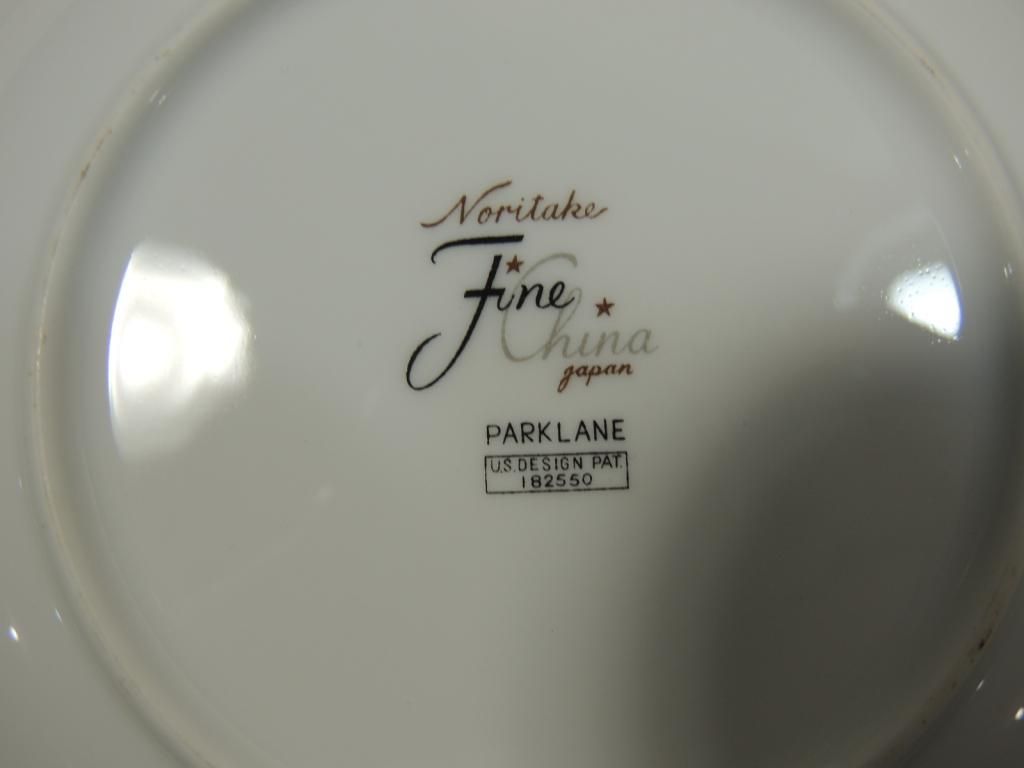 Noritake
Fine
China
japan
PARKLANE
U.S. DESIGN PAT.
182550